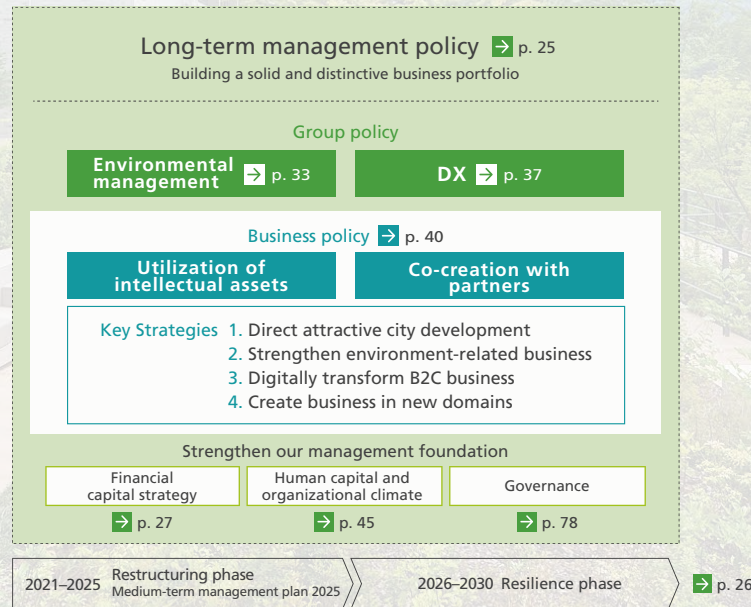 Long-term management policy → p. 25
Building a solid and distinctive business portfolio
Group policy
Environmental
management → p. 33
DX → p. 37
Business policy → p. 40
Utilization of
intellectual assets
Co-creation with
partners
Key Strategies 1. Direct attractive city development
2. Strengthen environment-related business
3. Digitally transform B2C business
4. Create business in new domains
Strengthen our management foundation
Financial
capital strategy
Human capital and
organizational climate
Governance
→ p. 27
→ p. 45
→ p. 78
2021–2025 Restructuring phase
Medium-term management plan 2025
2026–2030 Resilience phase
→ p. 26